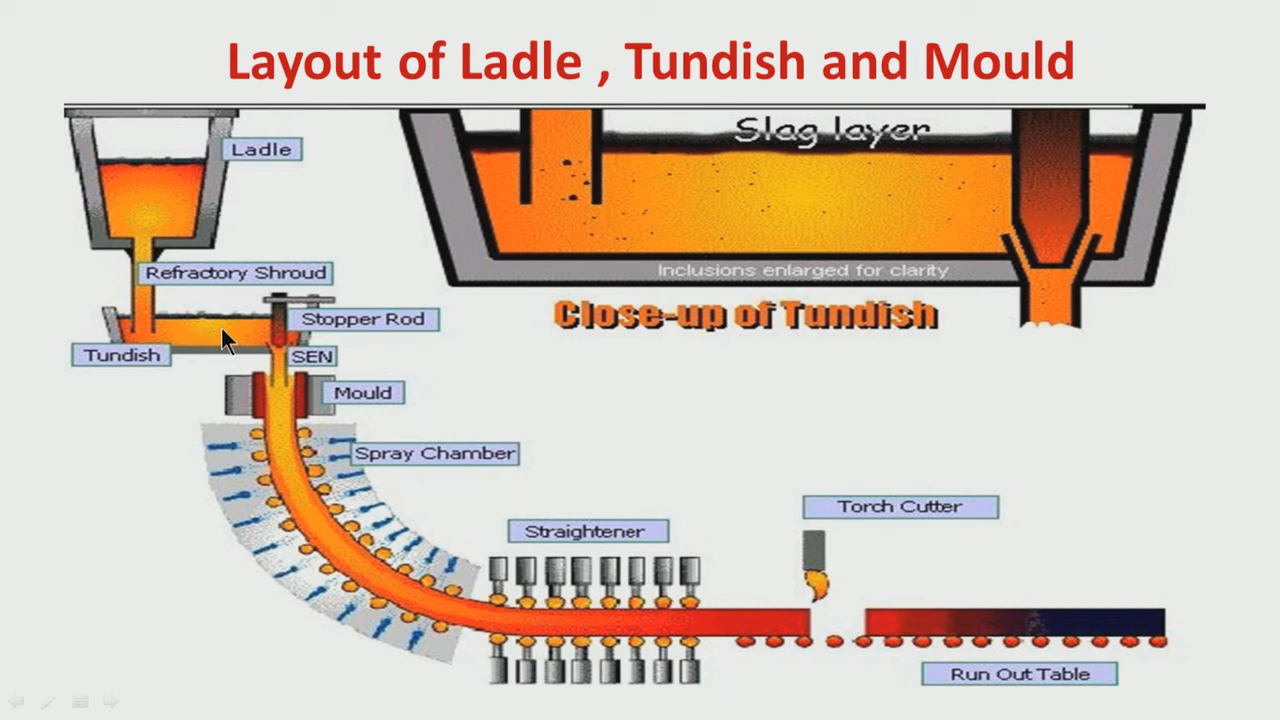 Layout of Ladle , Tundish and Mould
Ladle
Slag layer
Refractory Shroud
Inclusions enlarged for clarity
Stopper Rod
Close-up of Tundish
Tundish
SEN
Mould
Spray Chamber
Torch Cutter
Straightener
Run Out Table